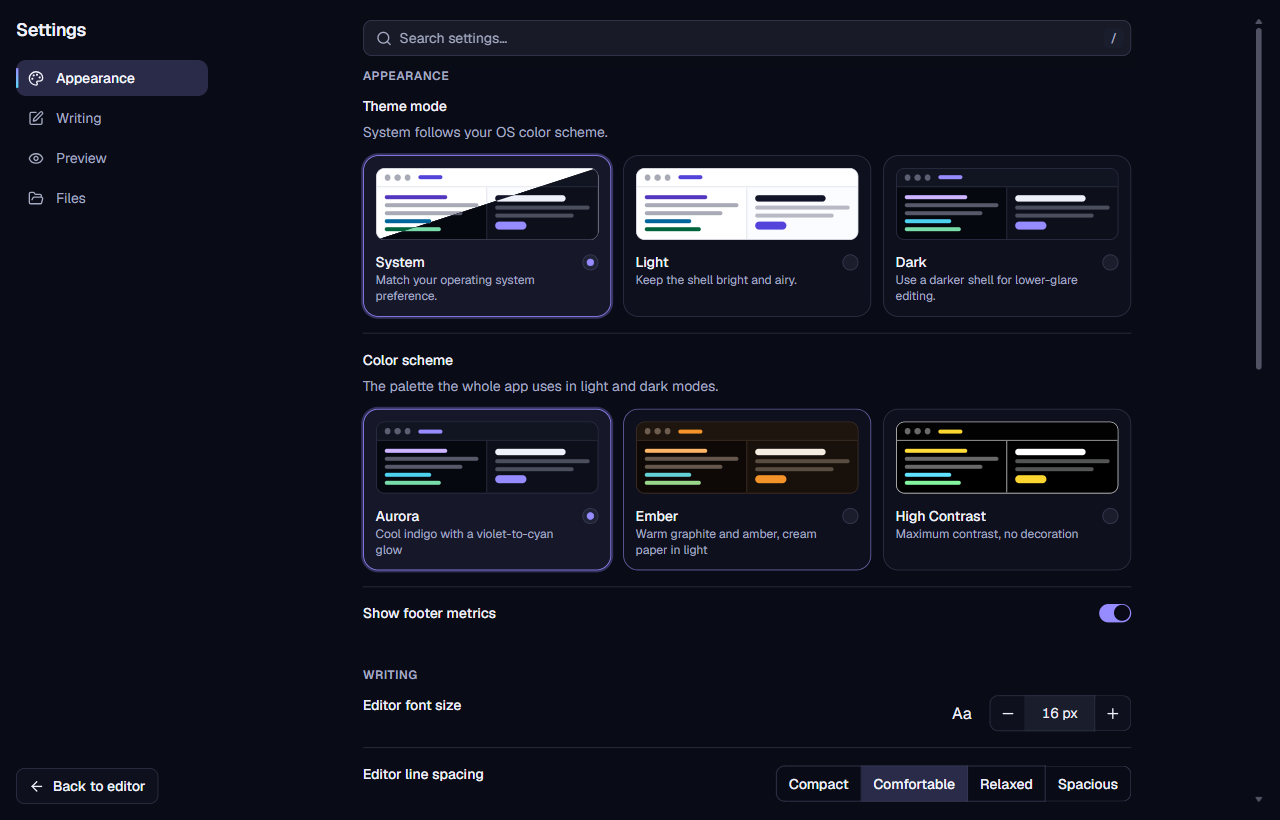 Settings
Appearance
Writing
Preview
Files
Back to editor
Search settings...
/
APPEARANCE
Theme mode
System follows your OS color scheme.
System
Match your operating system
preference.
Light
Keep the shell bright and airy.
Dark
Use a darker shell for lower-glare
editing.
Color scheme
The palette the whole app uses in light and dark modes.
Aurora
Cool indigo with a violet-to-cyan
glow
Ember
Warm graphite and amber, cream
paper in light
High Contrast
Maximum contrast, no decoration
Show footer metrics
WRITING
Editor font size
Aa
16 px
Editor line spacing
Compact
Comfortable
Relaxed
Spacious